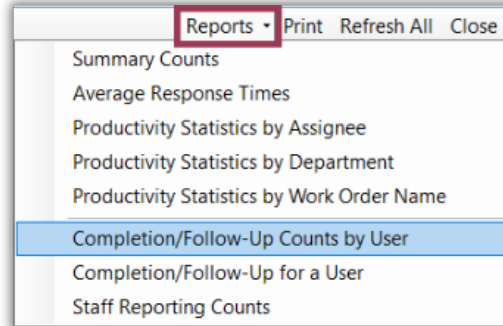 Reports Print Refresh All Close
Summary Counts
Average Response Times
Productivity Statistics by Assignee
Productivity Statistics by Department
Productivity Statistics by Work Order Name
Completion/Follow-Up Counts by User
Completion/Follow-Up for a User
Staff Reporting Counts